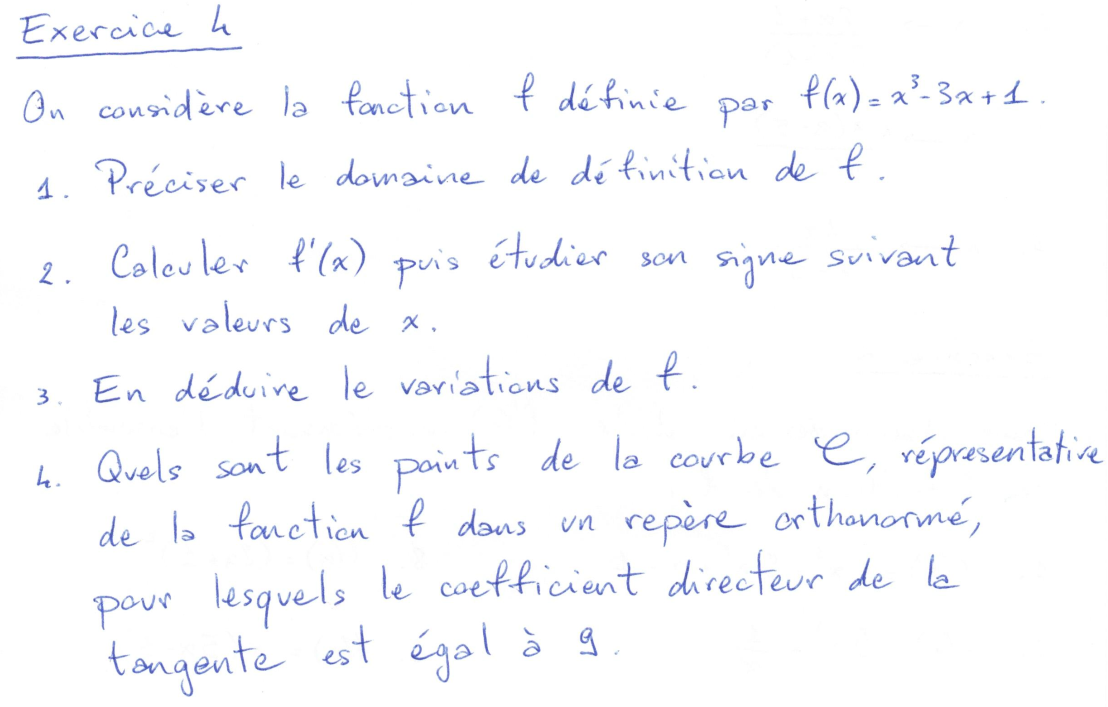 Exercice 4
On considère la fonction f définie par f(x) = x³-3x+1.
1. Préciser le domaine de définition de f.
2. Calculer f'(x) puis étudier son signe suivant
les valeurs de x.
3. En déduire le variations de f.
4. Quels sont les points de la courbe C, répresentative
de la fonction f dans un repère orthonormé,
pour lesquels le coefficient directeur de la
tangente est égal à 9.